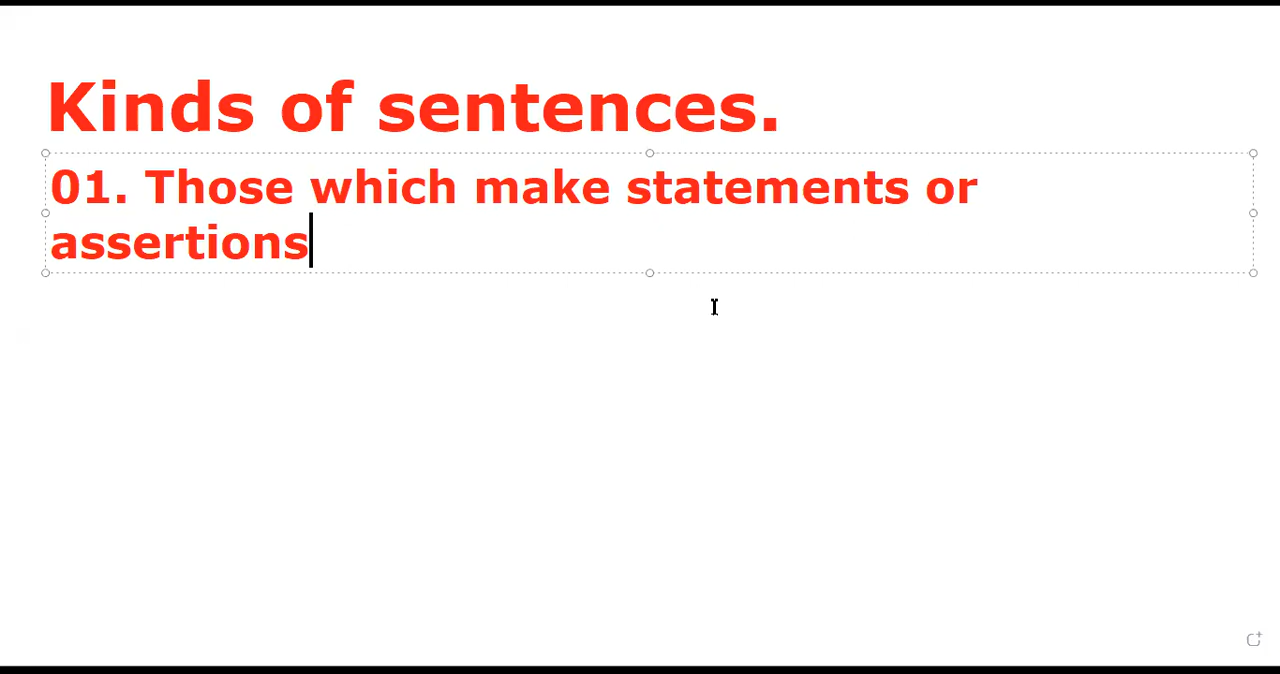 Kinds of sentences.
01. Those which make statements or
assertions